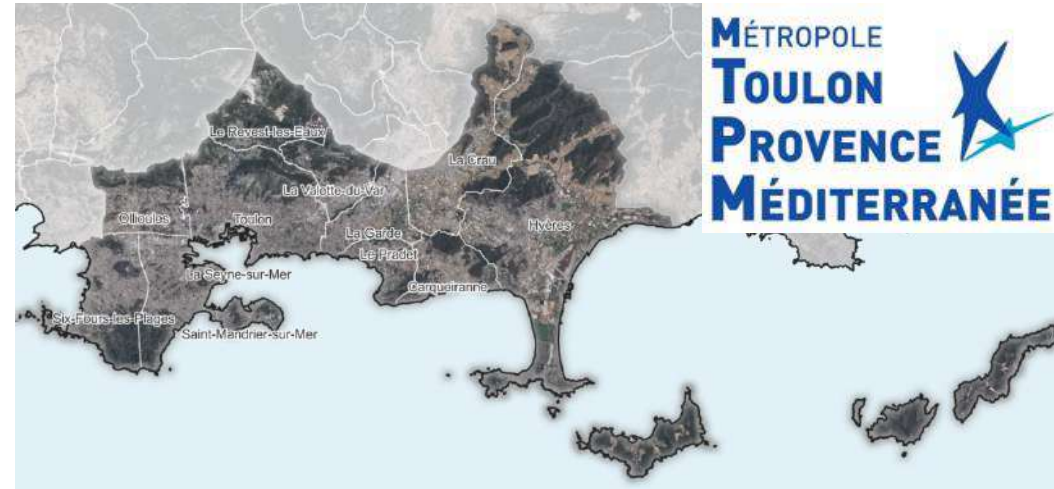 MÉTROPOLE
TOULON
PROVENCE
MÉDITERRANÉE
Le Revest-les-Eaux
La Crau
La Valette-du-Var
Ollioules
Toulon
Hyères
La Garde
Le Pradet
La Seyne-sur-Mer
Carqueiranne
Six-Fours-les-Plages
Saint-Mandrier-sur-Mer